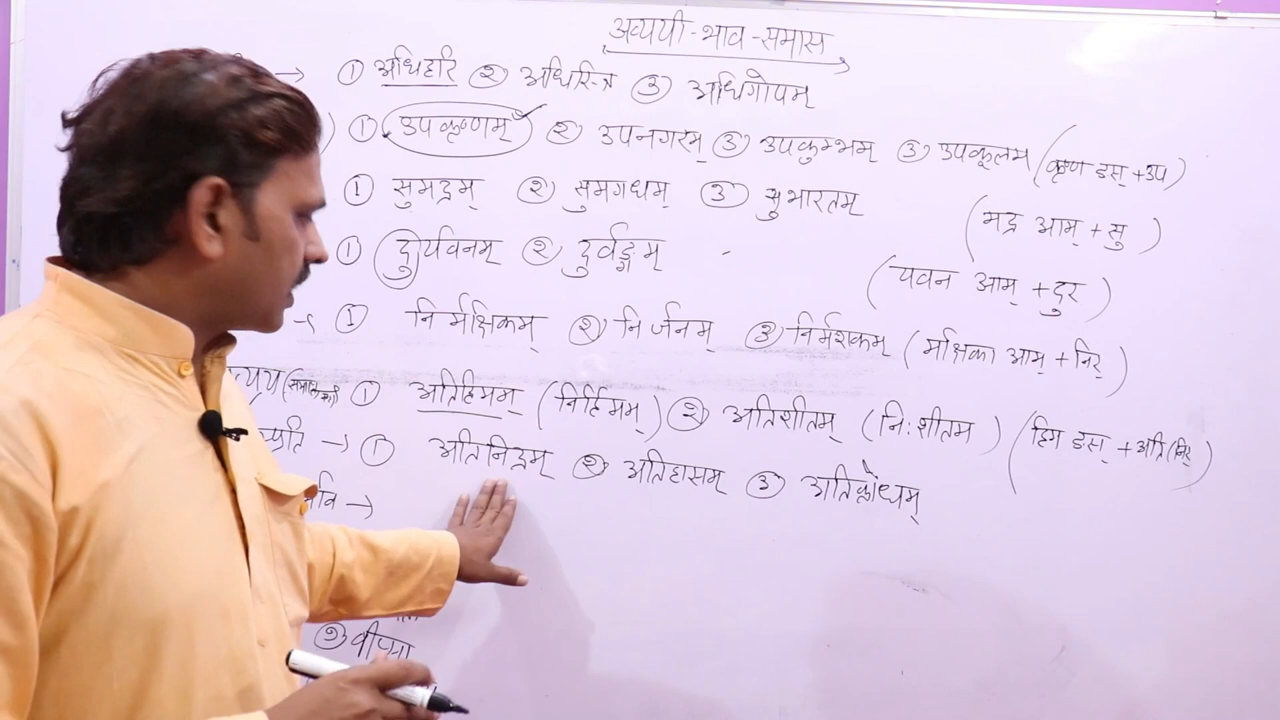 अव्ययी-भाव-समास
→ ① अधिहरि ② अधिस्त्रि ③ अधिगोपम्
① उपकृष्णम् ② उपनगरम् ③ उपकुम्भम् ③ उपकूलम् (कृष्ण ङस् + उप)
① सुमद्रम् ② सुमगधम् ③ सुभारतम् (मद्र आम् + सु)
① दुर्यवनम् ② दुर्वङ्गम् (यवन आम् + दुर्)
→ ① निर्मक्षिकम् ② निर्जनम् ③ निर्मशकम् (मक्षिका आम् + निर्)
① अतिहिमम् (निर्हिमम्) ② अतिशीतम् (निःशीतम) (हिम ङस् + अति (निर्)
→ ① अतिनिद्रम् ② अतिहासम् ③ अतिक्रोधम्
→
② वीप्सा